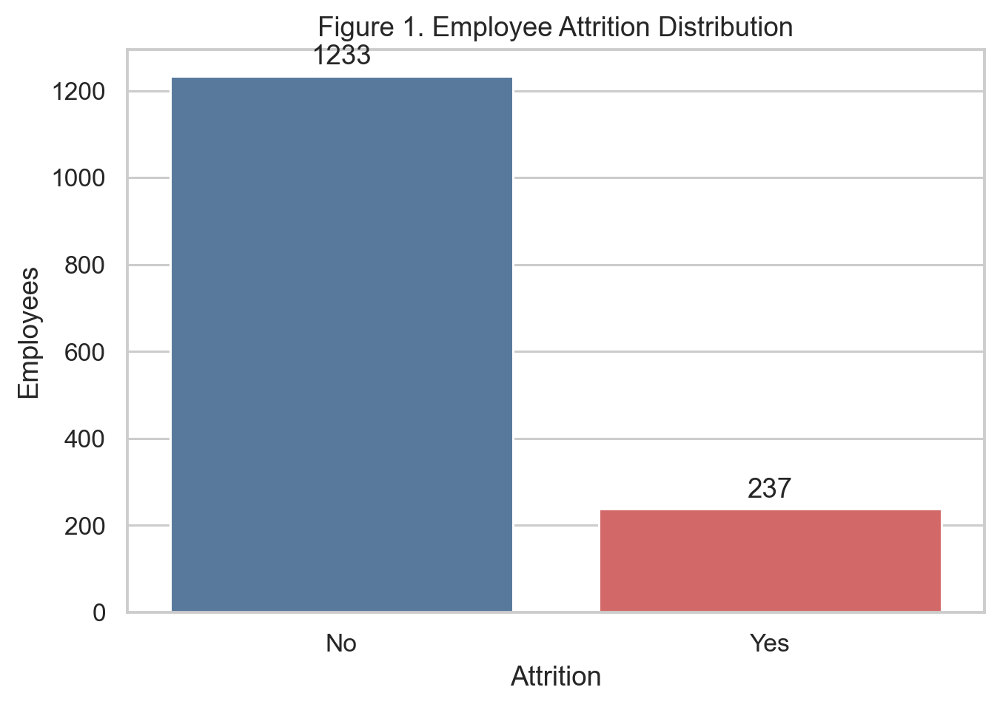 Figure 1. Employee Attrition Distribution
1233
1200
1000
800
600
400
237
200
0
Employees
No
Yes
Attrition